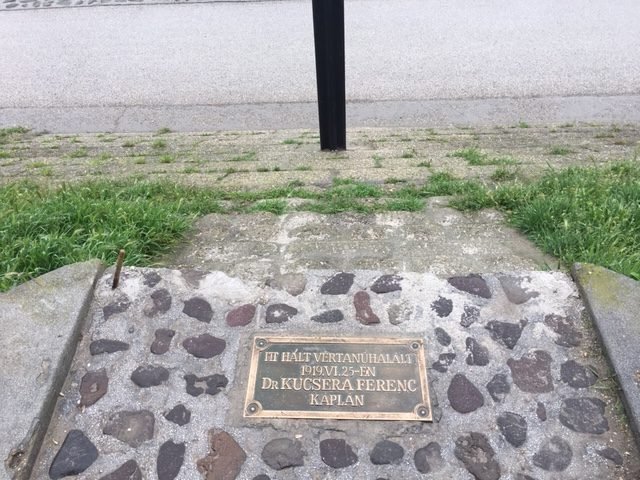 ITT HALT VÉRTANÚHALÁLT
1919.VI.25-ÉN
DR KUCSERA FERENC
KÁPLÁN